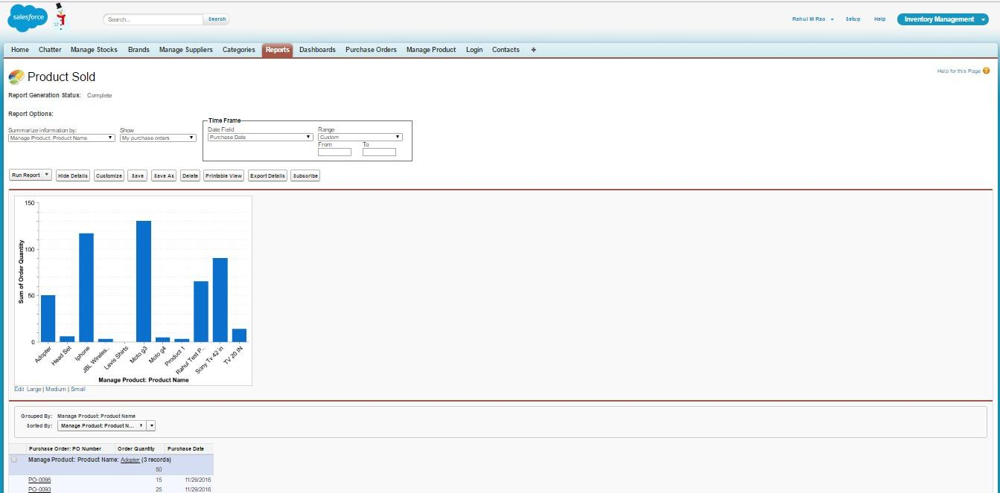 salesforce
Search... Search
Rahul M Rao Setup Help Inventory Management
Home Chatter Manage Stocks Brands Manage Suppliers Categories Reports Dashboards Purchase Orders Manage Product Login Contacts +
Product Sold
Help for this Page ?
Report Generation Status: Complete
Report Options:
Summarize information by:
Manage Product: Product Name
Show
My purchase orders
Time Frame
Date Field
Purchase Date
Range
Custom
From To
Run Report Hide Details Customize Save Save As Delete Printable View Export Details Subscribe
150
100
50
0
Sum of Order Quantity
Adopter
Head Set
Iphone
JBL Wireles..
Levis Shirts
Moto g3
Moto g4
Product 1
Rahul Test P..
Sony Tv 42 in
TV 20 IN
Manage Product: Product Name
Edit Large | Medium | Small
Grouped By: Manage Product: Product Name
Sorted By: Manage Product: Product N... ↑
Purchase Order: PO Number Order Quantity Purchase Date
Manage Product: Product Name: Adopter (3 records)
50
PO-0095 15 11/29/2016
PO-0093 25 11/29/2016